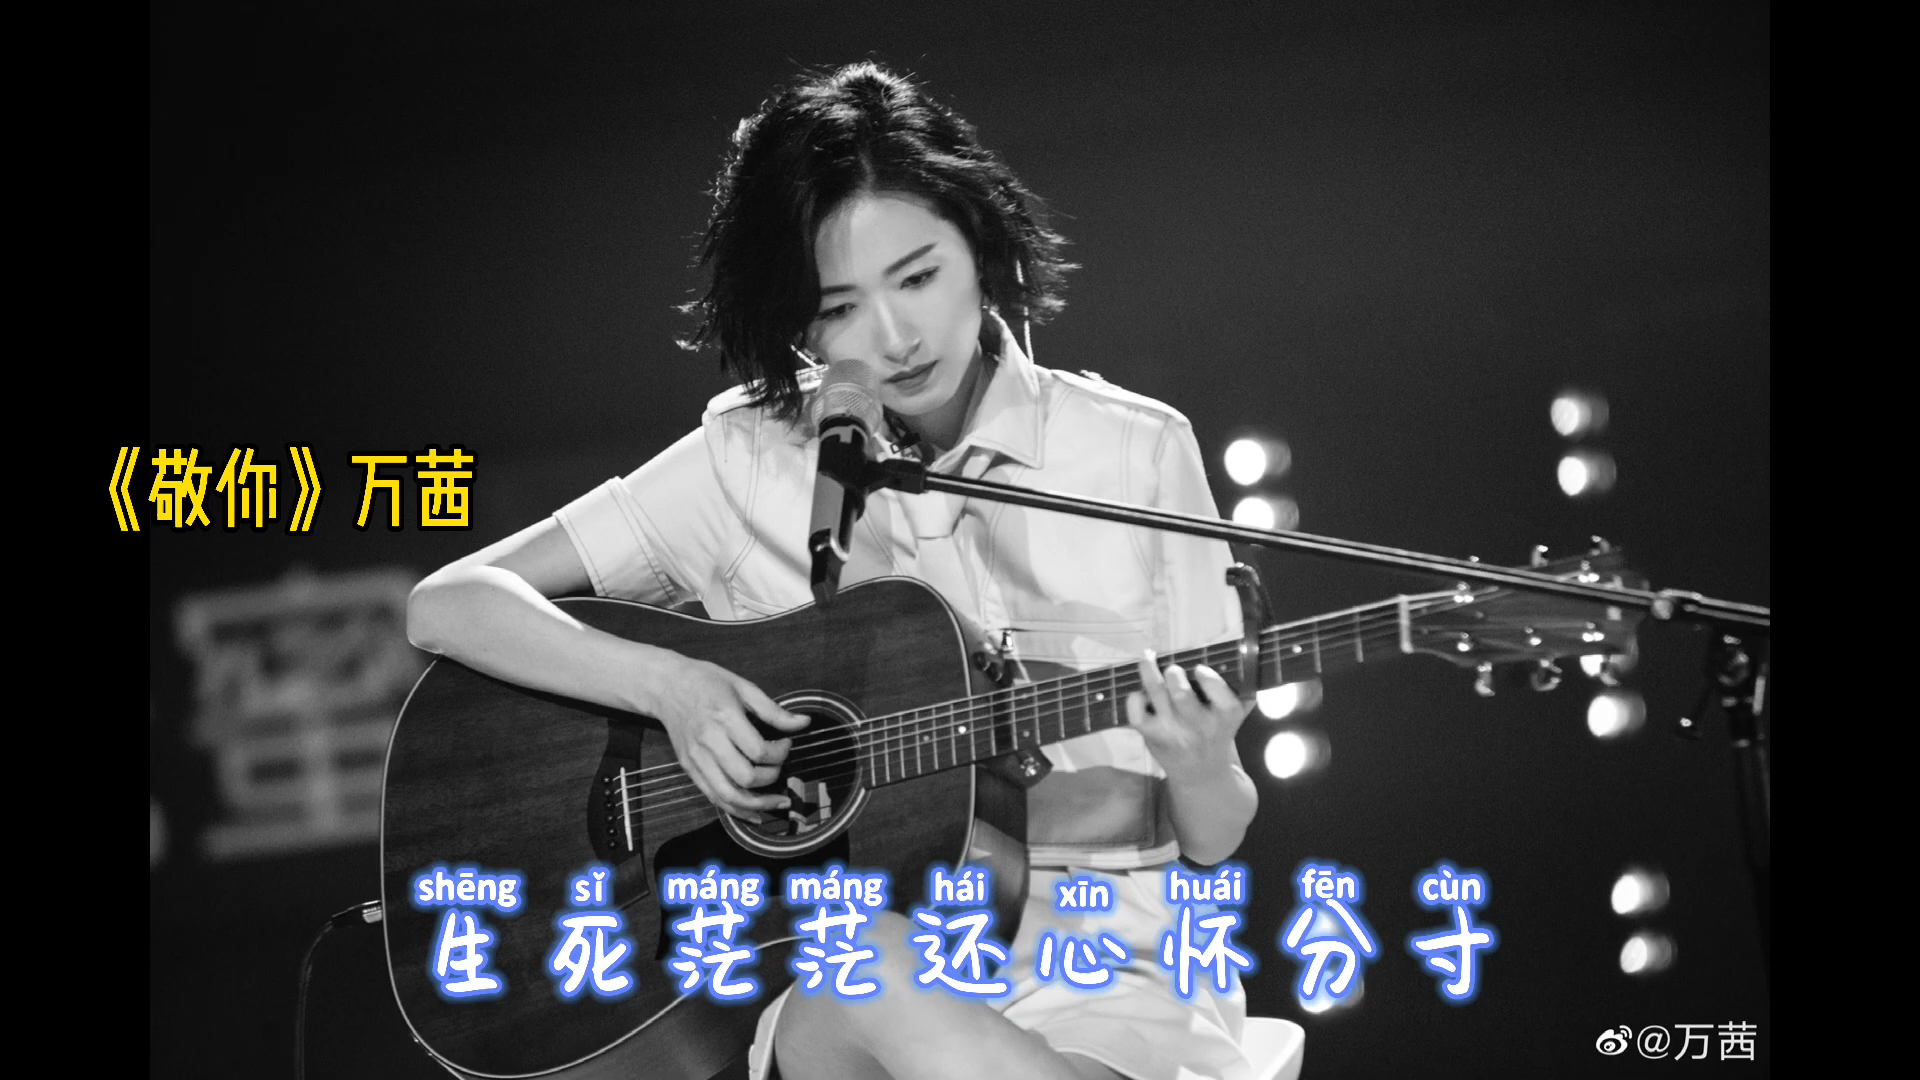 《敬你》万茜
shēng sǐ máng máng hái xīn huái fēn cùn
生死茫茫还心怀分寸
@万茜